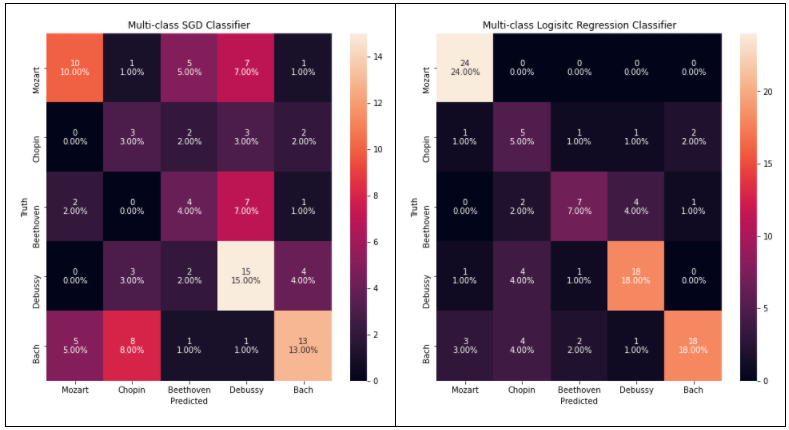 Multi-class SGD Classifier
10 1 5 7 1
10.00% 1.00% 5.00% 7.00% 1.00%
0 3 2 3 2
0.00% 3.00% 2.00% 3.00% 2.00%
2 0 4 7 1
2.00% 0.00% 4.00% 7.00% 1.00%
0 3 2 15 4
0.00% 3.00% 2.00% 15.00% 4.00%
5 8 1 1 13
5.00% 8.00% 1.00% 1.00% 13.00%
Mozart
Chopin
Beethoven
Debussy
Bach
Truth
Mozart Chopin Beethoven Debussy Bach
Predicted
14
12
10
8
6
4
2
0
Multi-class Logisitc Regression Classifier
24 0 0 0 0
24.00% 0.00% 0.00% 0.00% 0.00%
1 5 1 1 2
1.00% 5.00% 1.00% 1.00% 2.00%
0 2 7 4 1
0.00% 2.00% 7.00% 4.00% 1.00%
1 4 1 18 0
1.00% 4.00% 1.00% 18.00% 0.00%
3 4 2 1 18
3.00% 4.00% 2.00% 1.00% 18.00%
Mozart
Chopin
Beethoven
Debussy
Bach
Truth
Mozart Chopin Beethoven Debussy Bach
Predicted
20
15
10
5
0